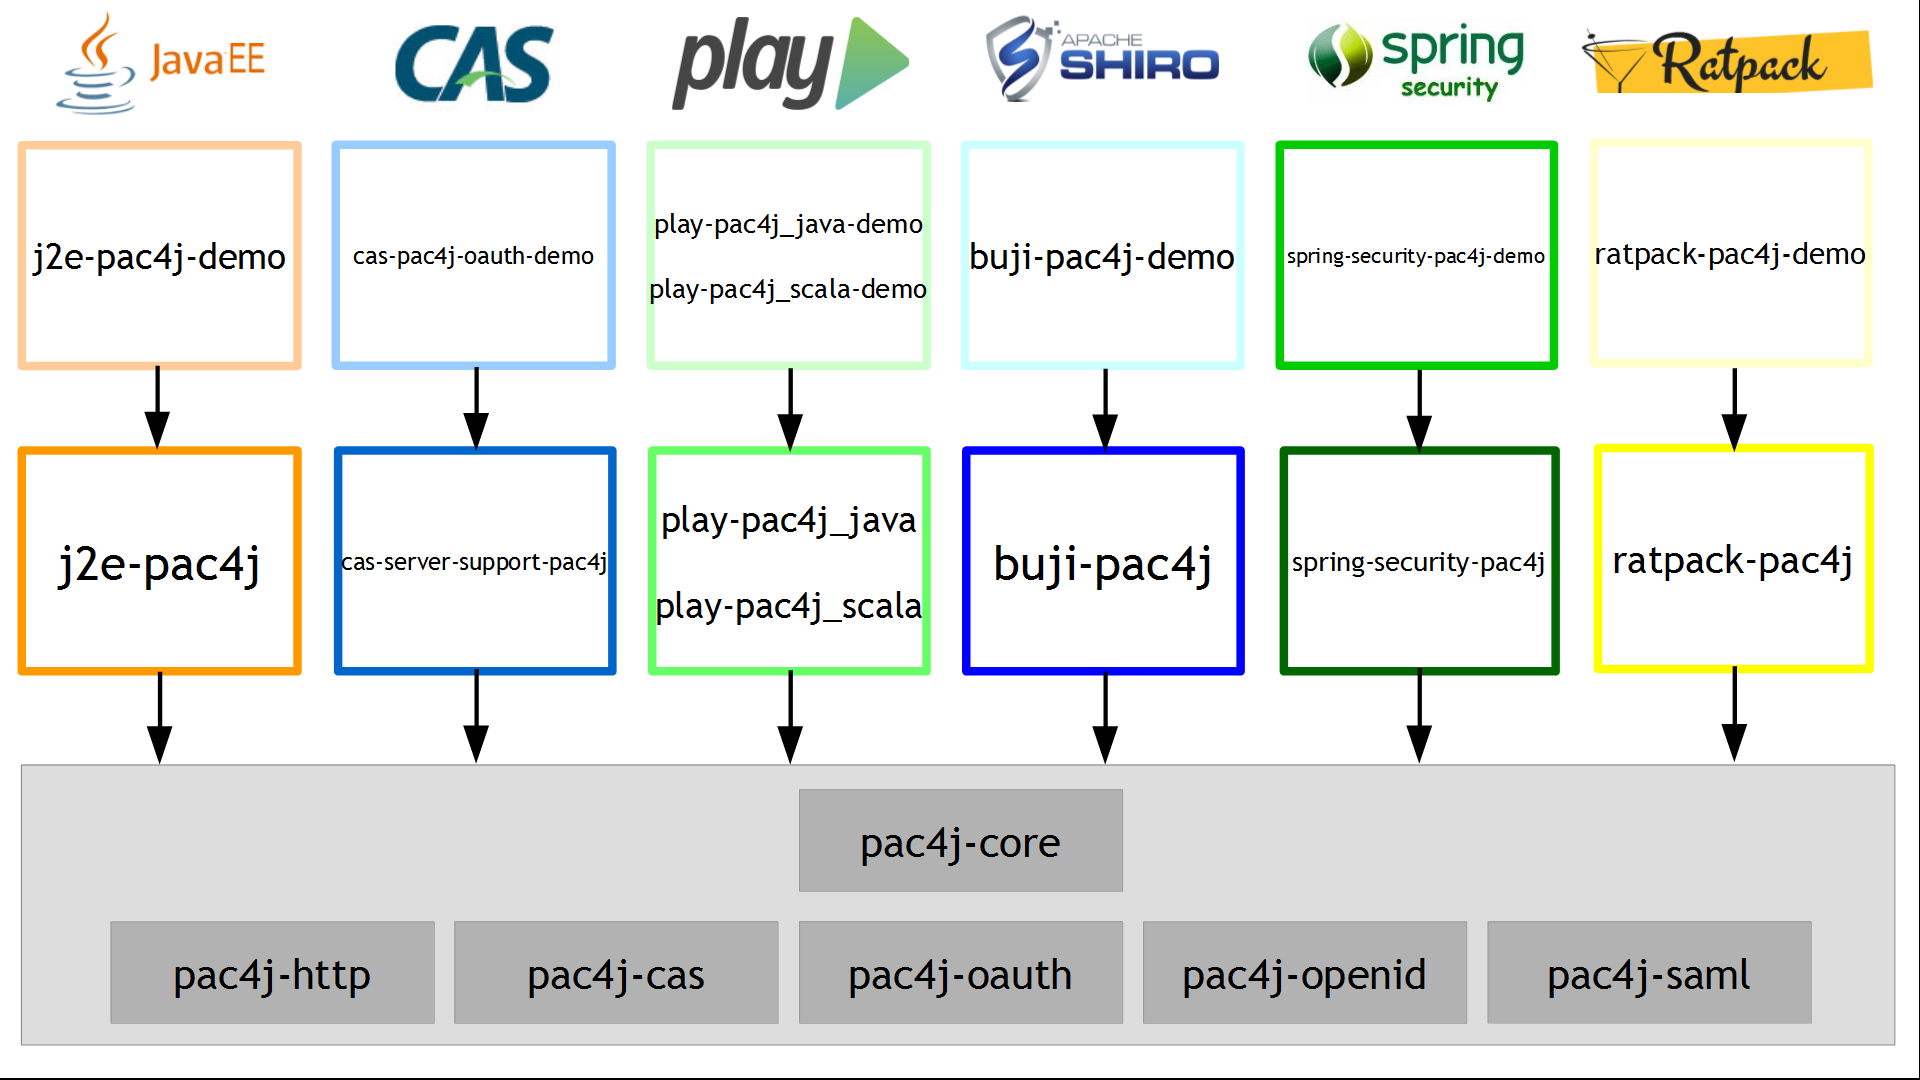 JavaEE
CAS
play
APACHE
SHIRO
spring
security
Ratpack
j2e-pac4j-demo
cas-pac4j-oauth-demo
play-pac4j_java-demo
play-pac4j_scala-demo
buji-pac4j-demo
spring-security-pac4j-demo
ratpack-pac4j-demo
j2e-pac4j
cas-server-support-pac4j
play-pac4j_java
play-pac4j_scala
buji-pac4j
spring-security-pac4j
ratpack-pac4j
pac4j-core
pac4j-http
pac4j-cas
pac4j-oauth
pac4j-openid
pac4j-saml